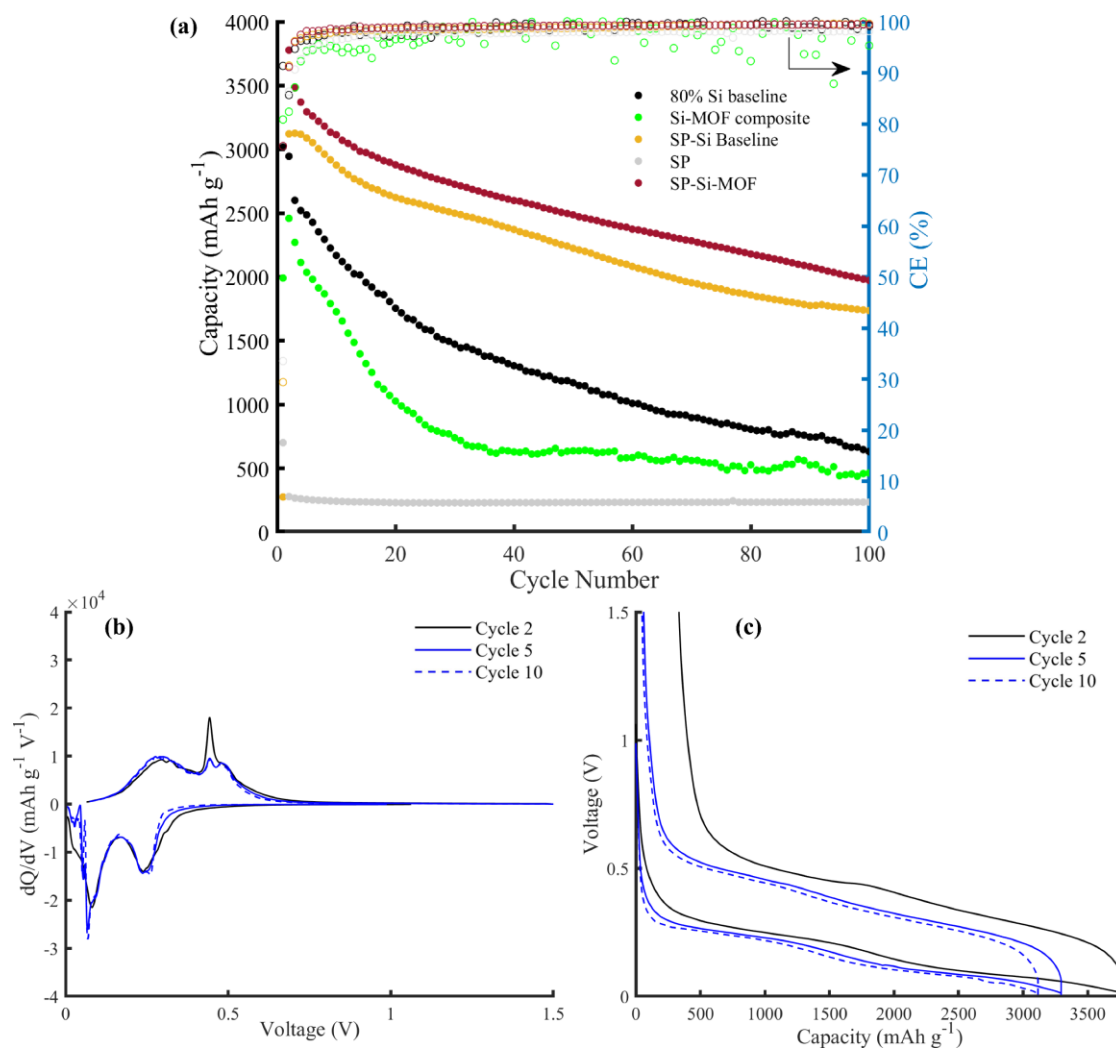 (a)
4000
3500
3000
2500
2000
1500
1000
500
0
Capacity (mAh g⁻¹)
100
90
80
70
60
50
40
30
20
10
0
CE (%)
80% Si baseline
Si-MOF composite
SP-Si Baseline
SP
SP-Si-MOF
0 20 40 60 80 100
Cycle Number
×10⁴
(b)
4
3
2
1
0
-1
-2
-3
-4
dQ/dV (mAh g⁻¹ V⁻¹)
Cycle 2
Cycle 5
Cycle 10
0 0.5 1 1.5
Voltage (V)
(c)
1.5
1
0.5
0
Voltage (V)
Cycle 2
Cycle 5
Cycle 10
0 500 1000 1500 2000 2500 3000 3500
Capacity (mAh g⁻¹)